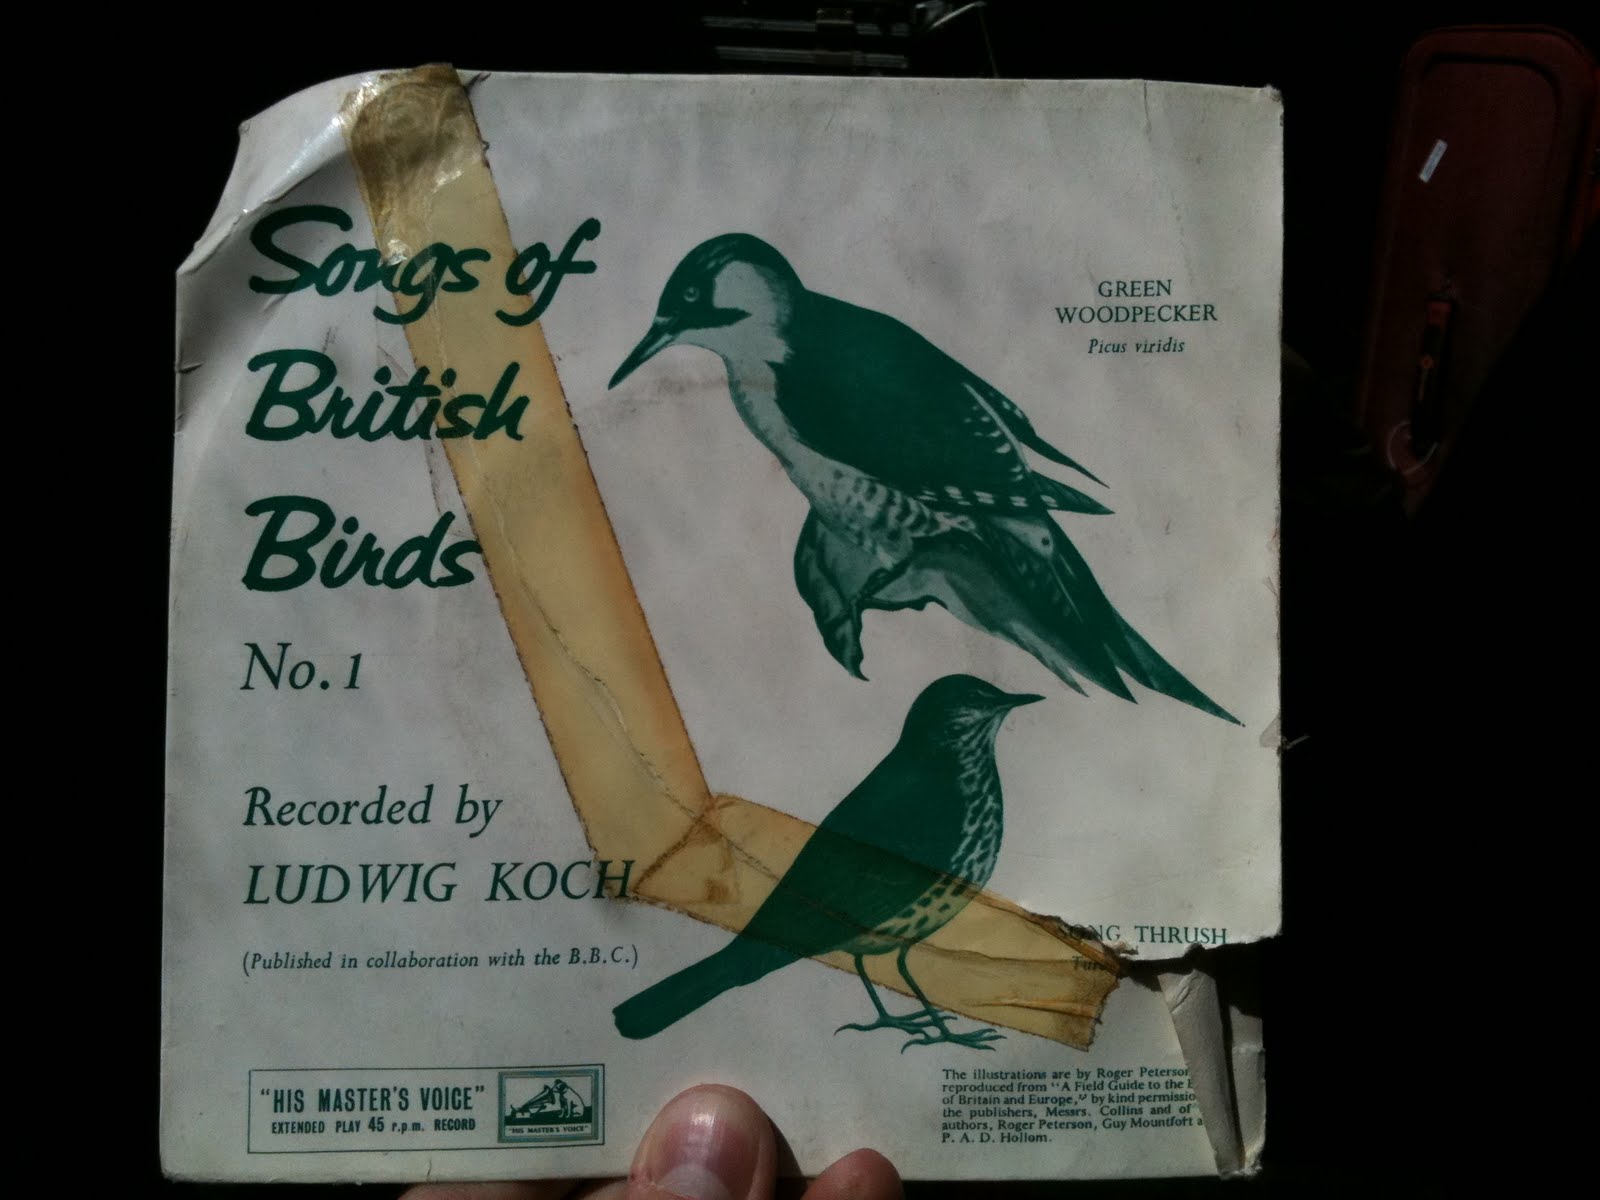 Songs of
British
Birds
No. 1
Recorded by
LUDWIG KOCH
(Published in collaboration with the B.B.C.)
GREEN
WOODPECKER
Picus viridis
SONG THRUSH
"HIS MASTER'S VOICE"
EXTENDED PLAY 45 r.p.m. RECORD
"HIS MASTER'S VOICE"
The illustrations are by Roger Peterson
reproduced from "A Field Guide to the
of Britain and Europe," by kind
the publishers, Messrs. Collins and of
authors, Roger Peterson, Guy Mountfort
P. A. D. Hollom.